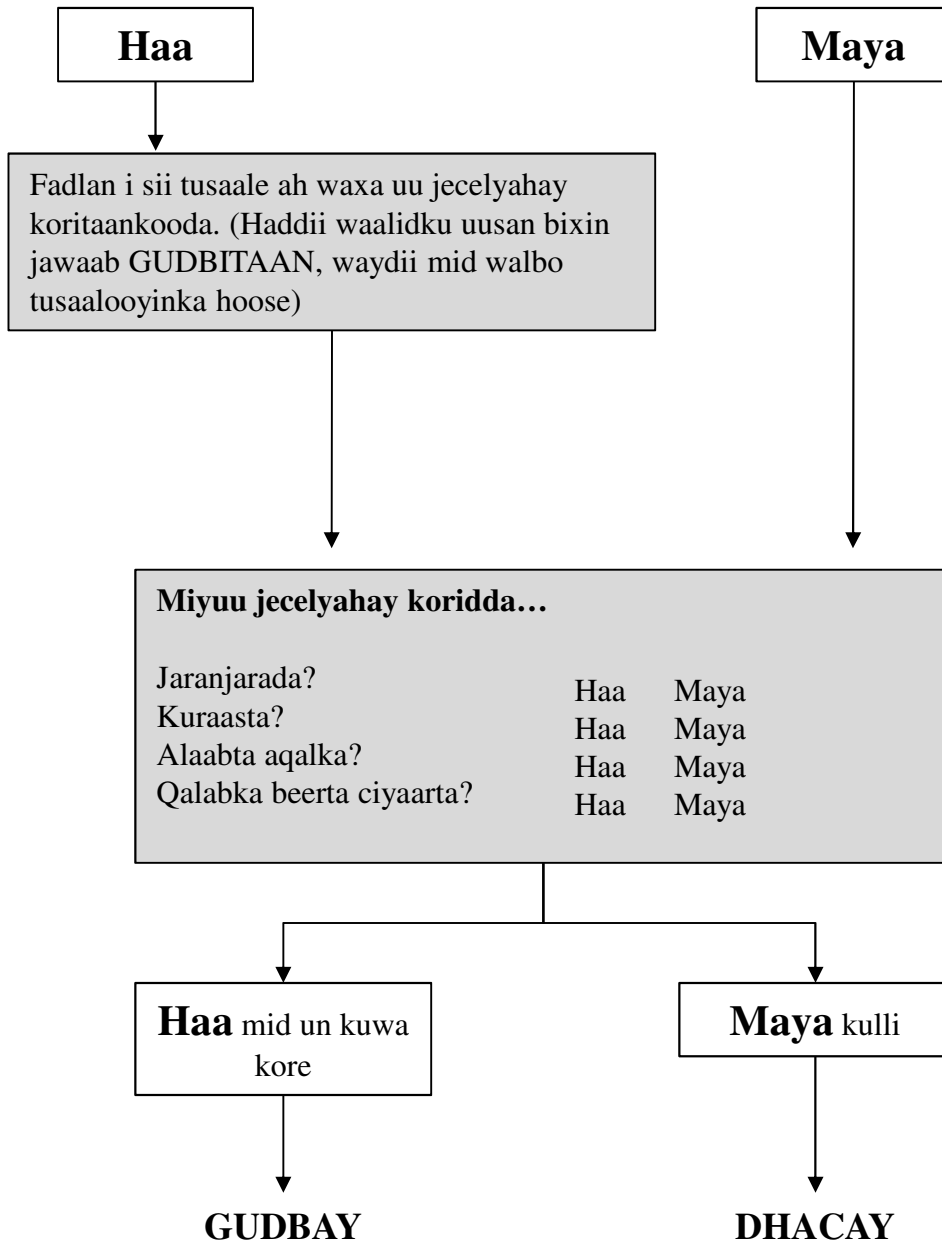 Haa
Maya
Fadlan i sii tusaale ah waxa uu jecelyahay
koritaankooda. (Haddii waalidku uusan bixin
jawaab GUDBITAAN, waydii mid walbo
tusaalooyinka hoose)
Miyuu jecelyahay koridda…
Jaranjarada? Haa Maya
Kuraasta? Haa Maya
Alaabta aqalka? Haa Maya
Qalabka beerta ciyaarta? Haa Maya
Haa mid un kuwa
kore
Maya kulli
GUDBAY
DHACAY